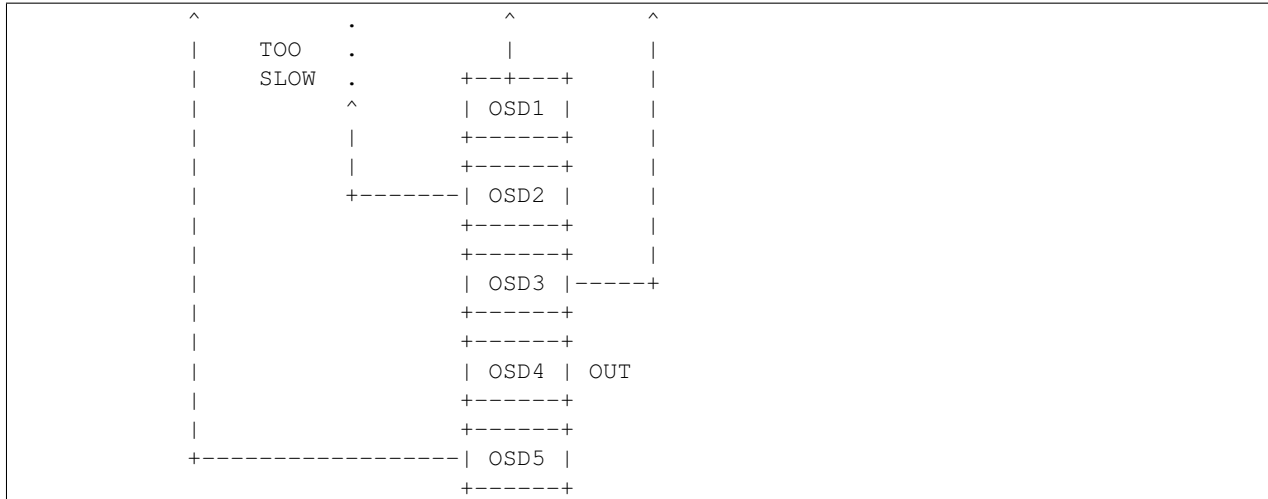 ^ . ^ ^
| TOO . | |
| SLOW . +--+---+ |
| ^ | OSD1 | |
| | +------+ |
| | +------+ |
| +-------| OSD2 | |
| +------+ |
| +------+ |
| | OSD3 |-----+
| +------+
| +------+
| | OSD4 | OUT
| +------+
| +------+
+------------------| OSD5 |
+------+